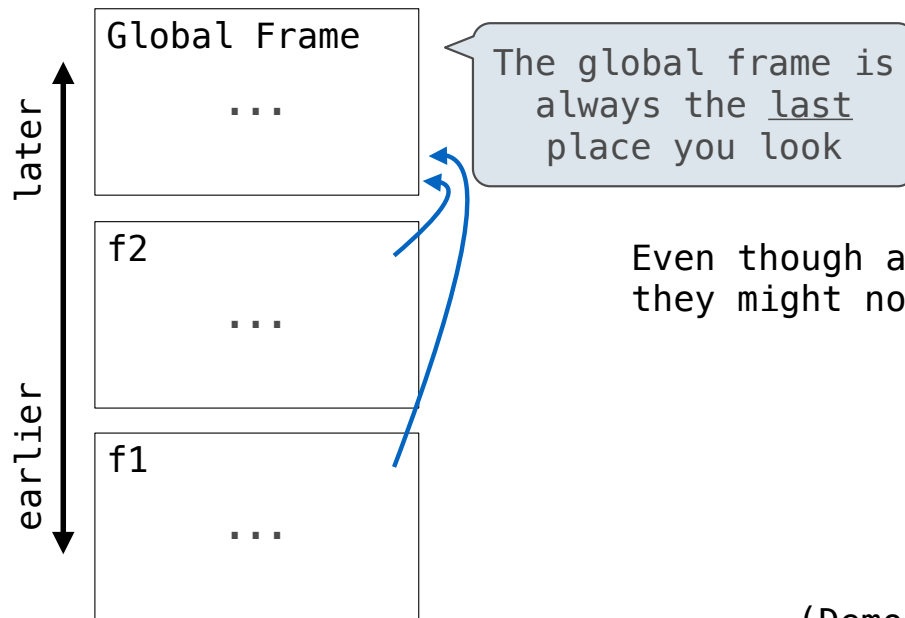 Global Frame
...
The global frame is
always the last
place you look
later
f2
...
Even though a
they might no
earlier
f1
...
(Demo